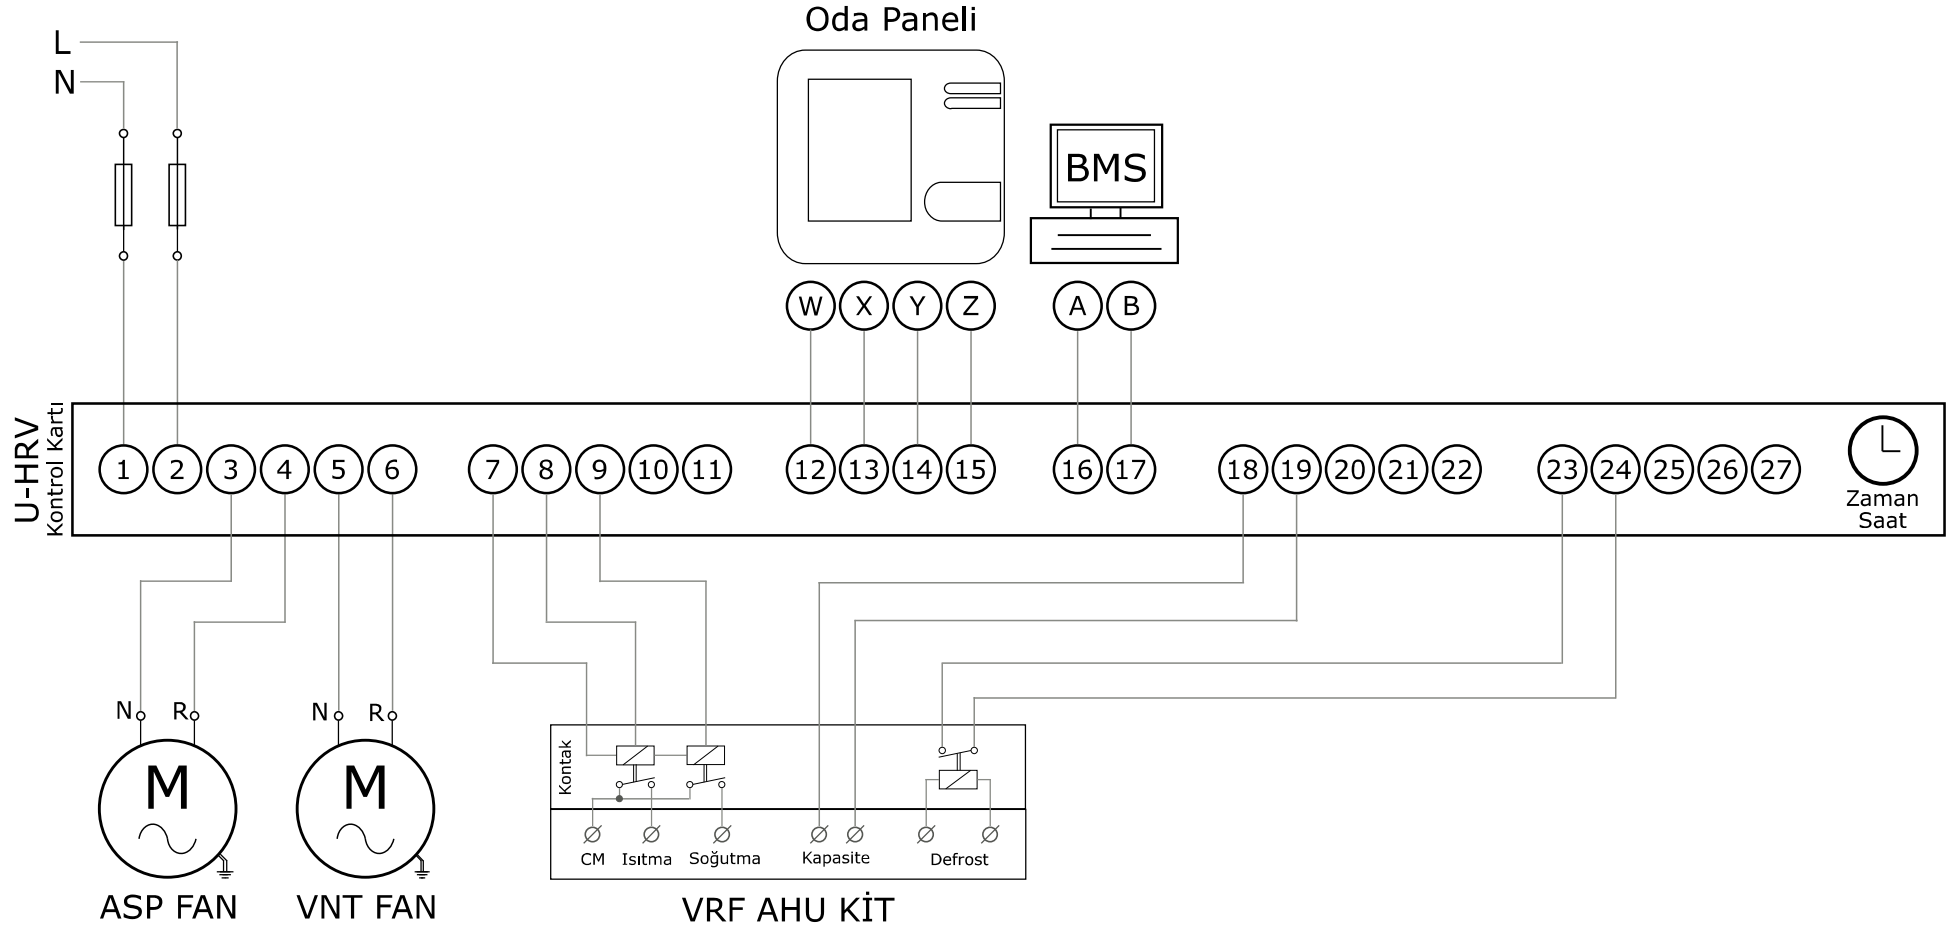 Oda Paneli
L
N
BMS
W X Y Z A B
U-HRV
Kontrol Kartı
1 2 3 4 5 6 7 8 9 10 11 12 13 14 15 16 17 18 19 20 21 22 23 24 25 26 27
Zaman
Saat
N R N R
M M
Kontak
CM Isıtma Soğutma Kapasite Defrost
ASP FAN VNT FAN VRF AHU KİT